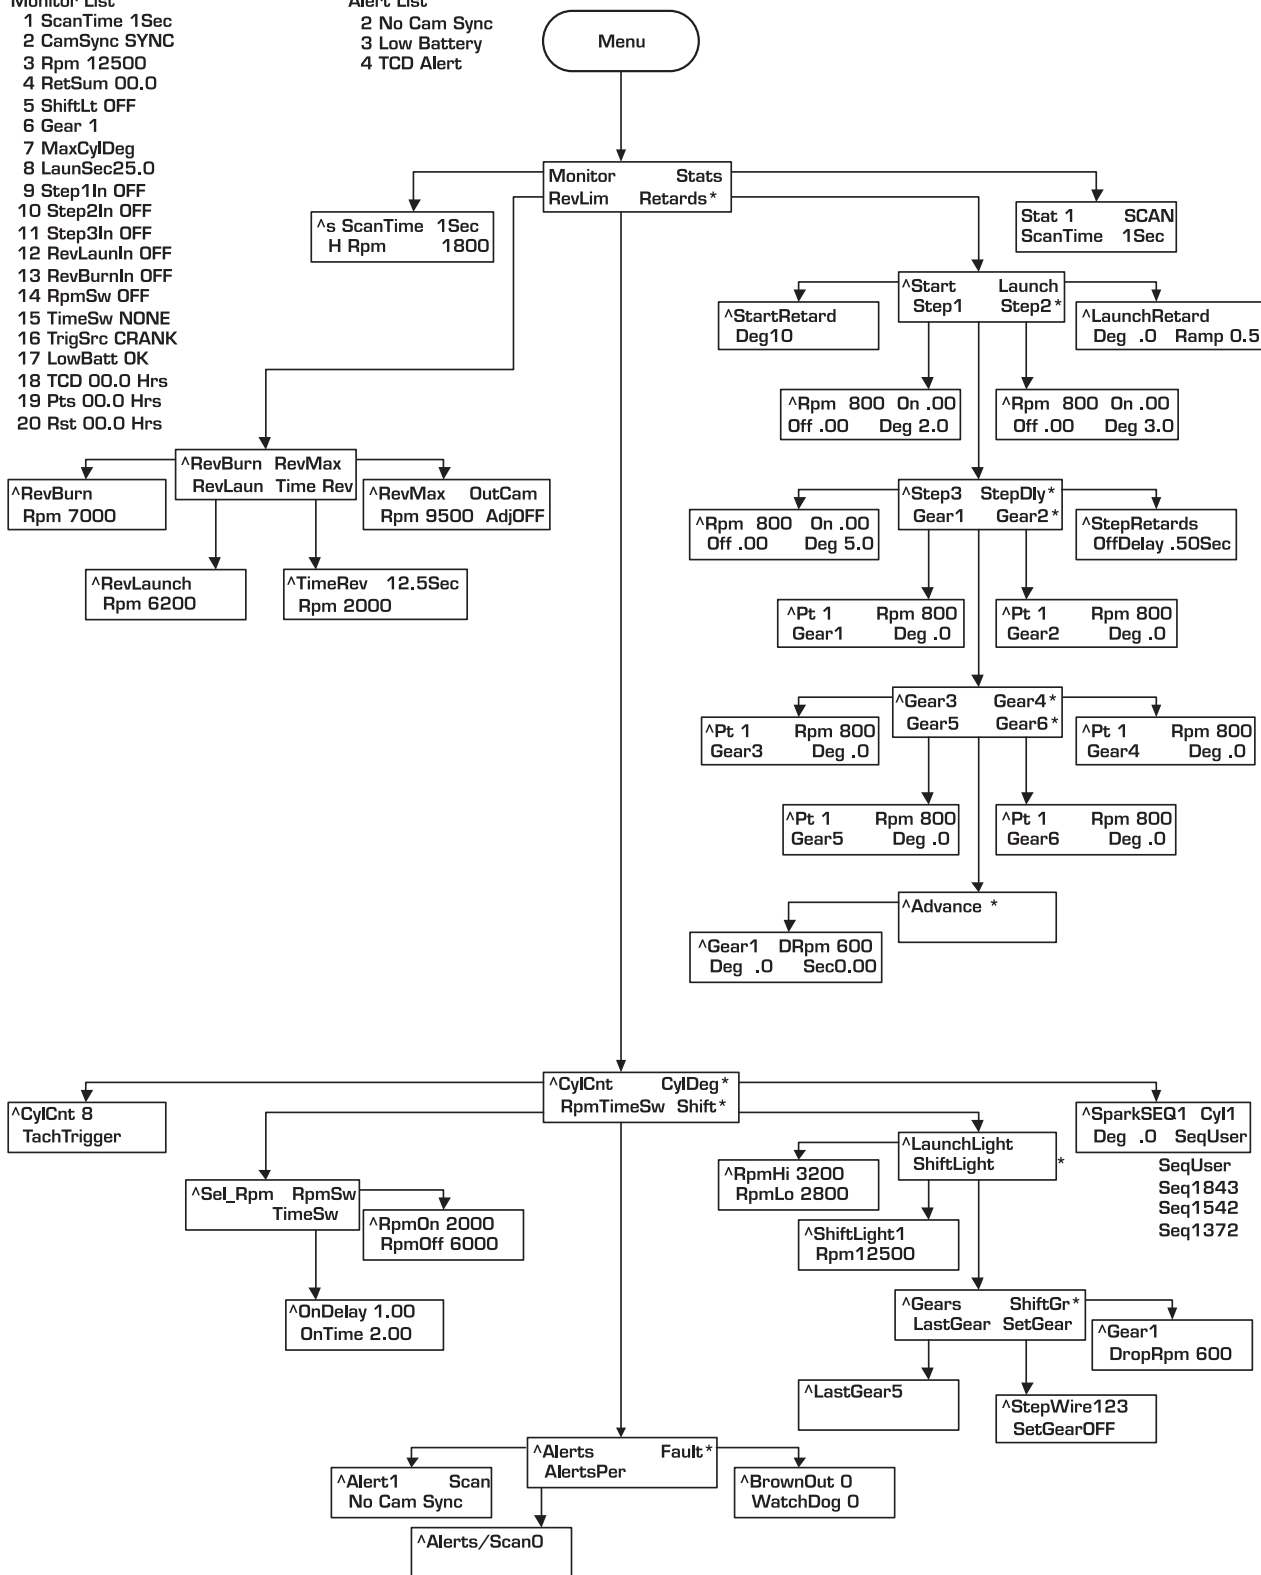 Monitor List
1 ScanTime 1Sec
2 CamSync SYNC
3 Rpm 12500
4 RetSum 00.0
5 ShiftLt OFF
6 Gear 1
7 MaxCylDeg
8 LaunSec25.0
9 Step1In OFF
10 Step2In OFF
11 Step3In OFF
12 RevLaunIn OFF
13 RevBurnIn OFF
14 RpmSw OFF
15 TimeSw NONE
16 TrigSrc CRANK
17 LowBatt OK
18 TCD 00.0 Hrs
19 Pts 00.0 Hrs
20 Rst 00.0 Hrs
Alert List
2 No Cam Sync
3 Low Battery
4 TCD Alert
Menu
Monitor Stats
RevLim Retards*
^s ScanTime 1Sec
H Rpm 1800
Stat 1 SCAN
ScanTime 1Sec
^Start Launch
Step1 Step2*
^StartRetard
Deg10
^LaunchRetard
Deg .0 Ramp 0.5
^Rpm 800 On .00
Off .00 Deg 2.0
^Rpm 800 On .00
Off .00 Deg 3.0
^RevBurn RevMax
RevLaun Time Rev
^RevBurn
Rpm 7000
^RevMax OutCam
Rpm 9500 AdjOFF
^RevLaunch
Rpm 6200
^TimeRev 12.5Sec
Rpm 2000
^Step3 StepDly*
Gear1 Gear2*
^Rpm 800 On .00
Off .00 Deg 5.0
^StepRetards
OffDelay .50Sec
^Pt 1 Rpm 800
Gear1 Deg .0
^Pt 1 Rpm 800
Gear2 Deg .0
^Gear3 Gear4*
Gear5 Gear6*
^Pt 1 Rpm 800
Gear3 Deg .0
^Pt 1 Rpm 800
Gear4 Deg .0
^Pt 1 Rpm 800
Gear5 Deg .0
^Pt 1 Rpm 800
Gear6 Deg .0
^Advance *
^Gear1 DRpm 600
Deg .0 Sec0.00
^CylCnt CylDeg*
RpmTimeSw Shift*
^CylCnt 8
TachTrigger
^SparkSEQ1 Cyl1
Deg .0 SeqUser
SeqUser
Seq1843
Seq1542
Seq1372
^LaunchLight
ShiftLight *
^RpmHi 3200
RpmLo 2800
^Sel_Rpm RpmSw
TimeSw
^RpmOn 2000
RpmOff 6000
^ShiftLight1
Rpm12500
^OnDelay 1.00
OnTime 2.00
^Gears ShiftGr*
LastGear SetGear
^Gear1
DropRpm 600
^LastGear5
^StepWire123
SetGearOFF
^Alerts Fault*
AlertsPer
^Alert1 Scan
No Cam Sync
^BrownOut 0
WatchDog 0
^Alerts/Scan0